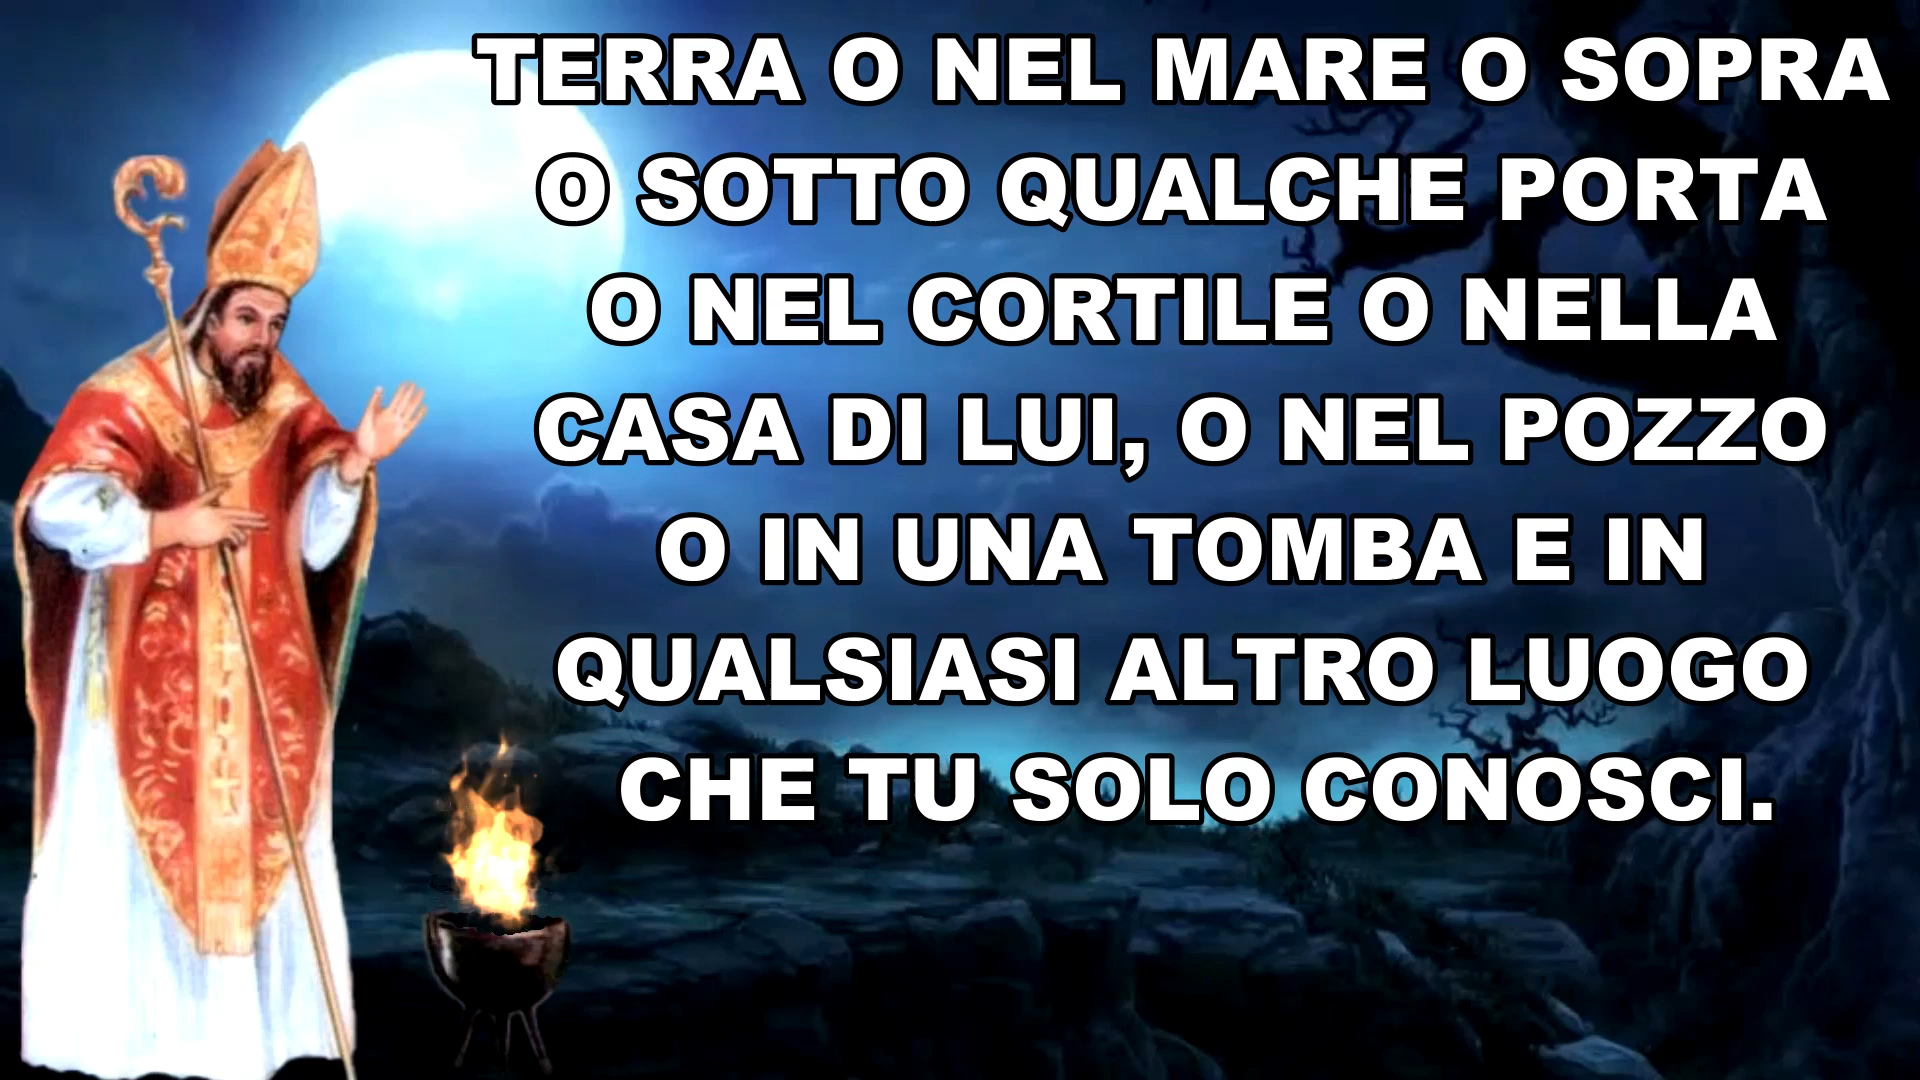 TERRA O NEL MARE O SOPRA
O SOTTO QUALCHE PORTA
O NEL CORTILE O NELLA
CASA DI LUI, O NEL POZZO
O IN UNA TOMBA E IN
QUALSIASI ALTRO LUOGO
CHE TU SOLO CONOSCI.